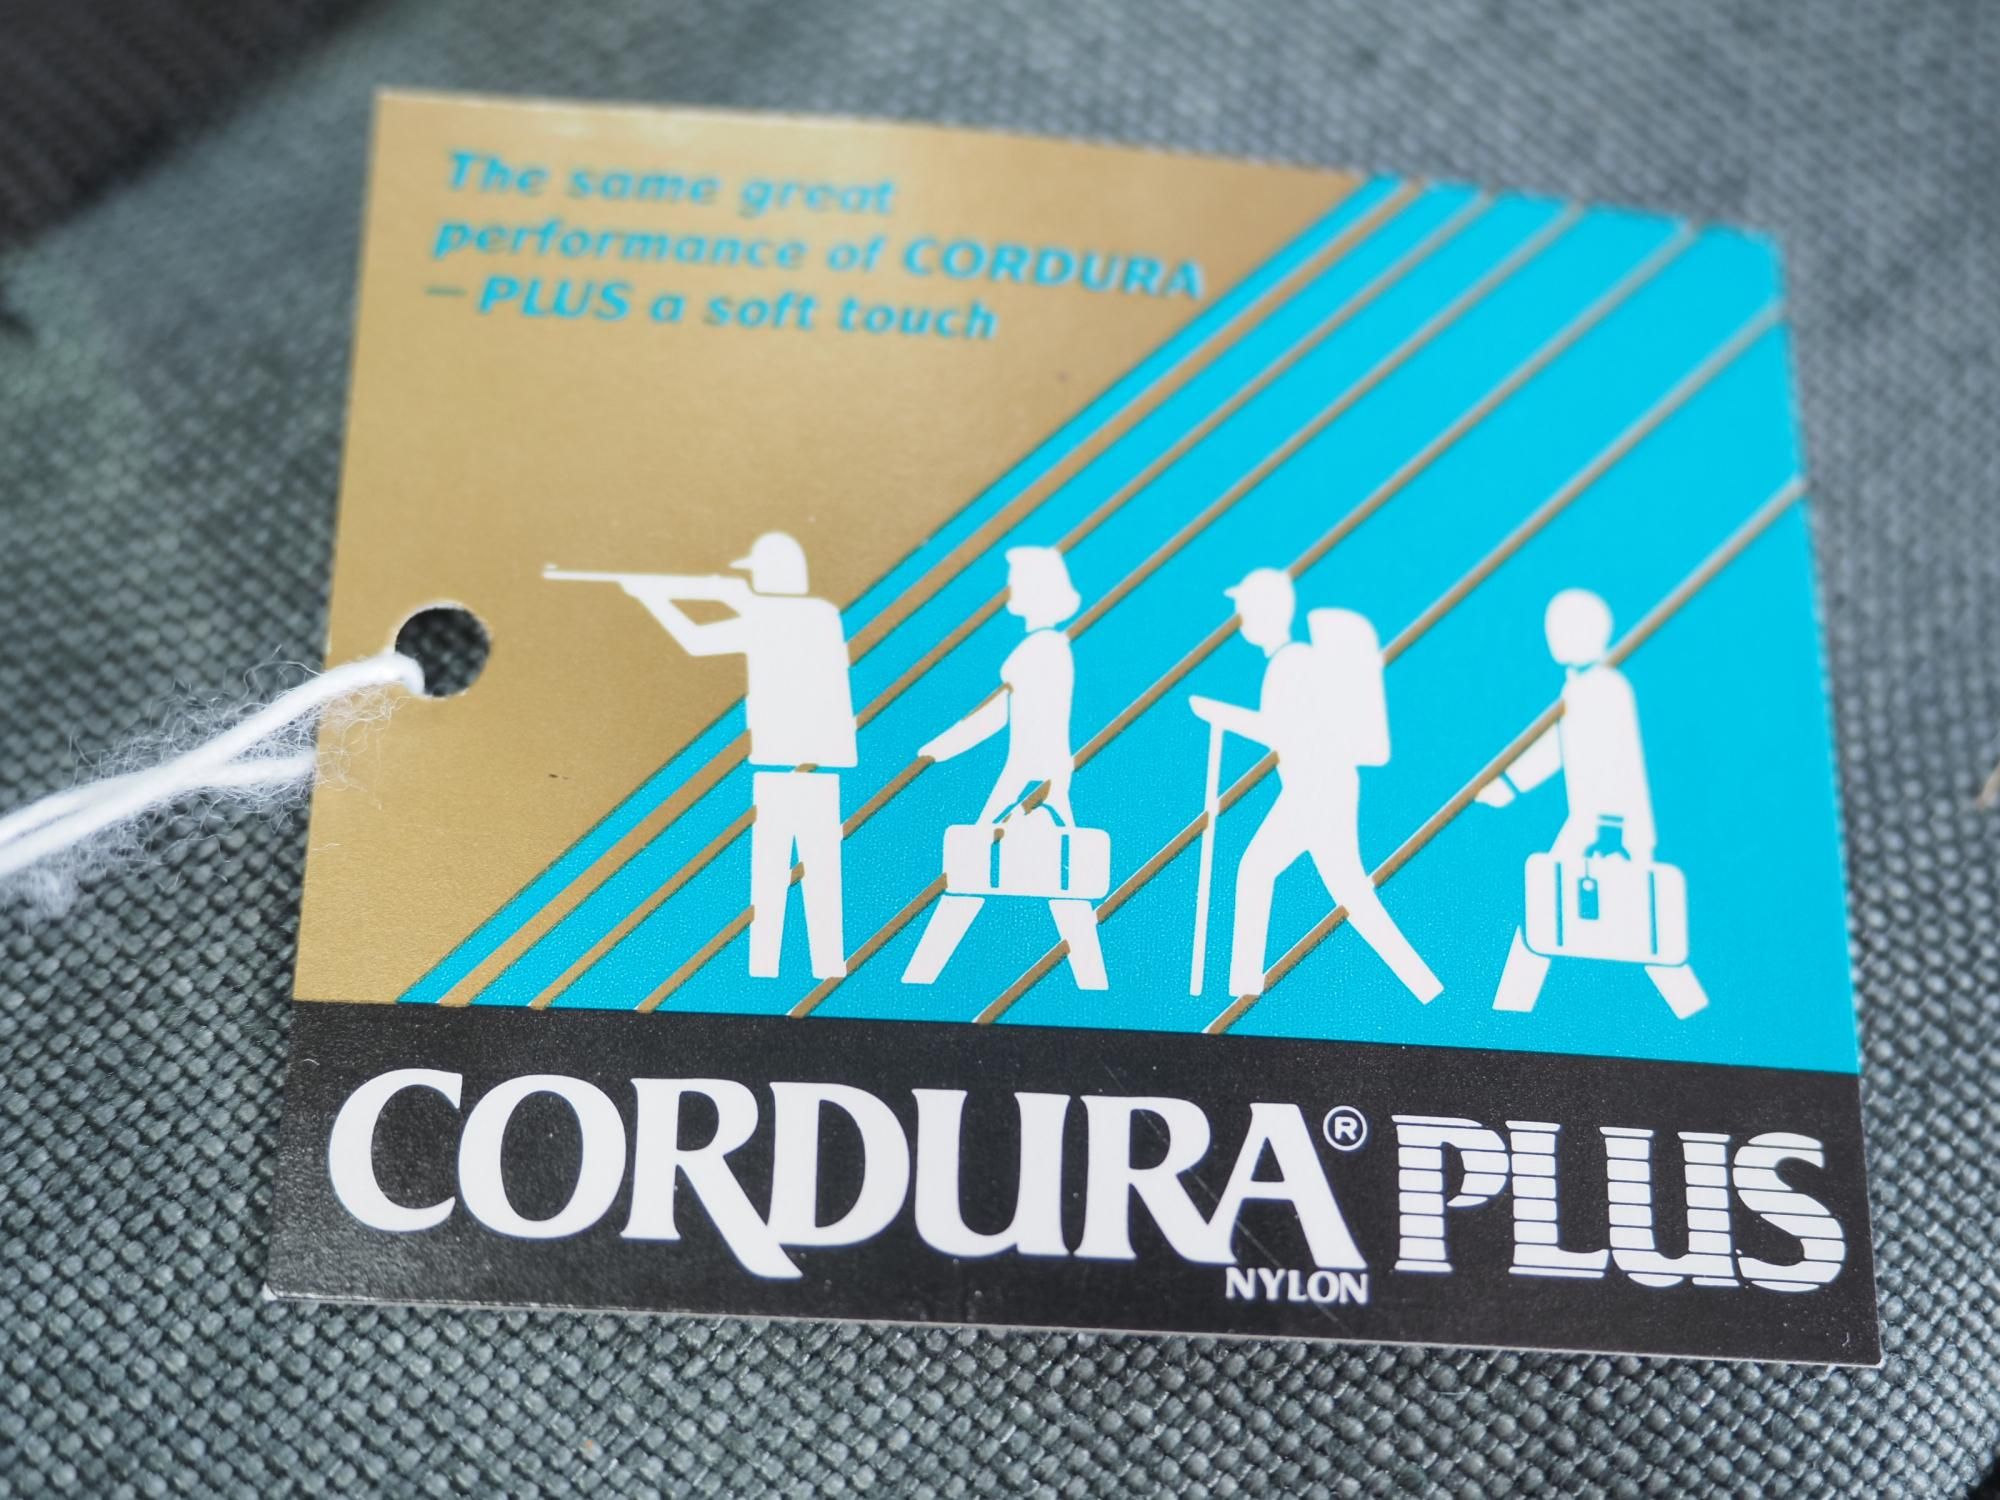 The same great
performance of CORDURA
– PLUS a soft touch
CORDURA® PLUS
NYLON